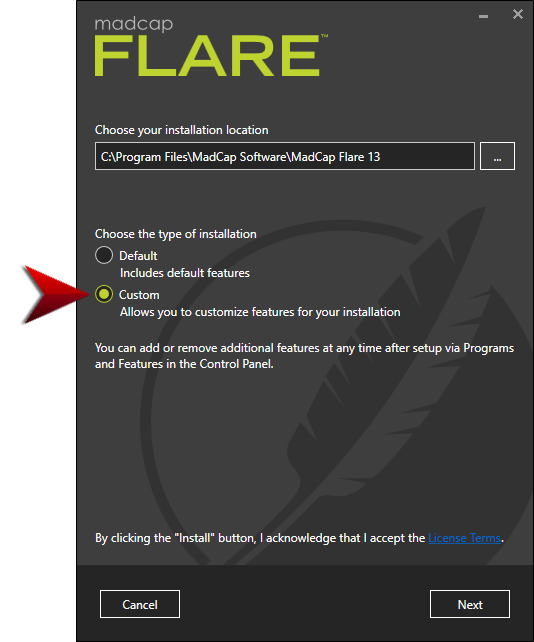 madcap
FLARE™
Choose your installation location
C:\Program Files\MadCap Software\MadCap Flare 13
...
Choose the type of installation
Default
Includes default features
Custom
Allows you to customize features for your installation
You can add or remove additional features at any time after setup via Programs
and Features in the Control Panel.
By clicking the "Install" button, I acknowledge that I accept the License Terms.
Cancel
Next